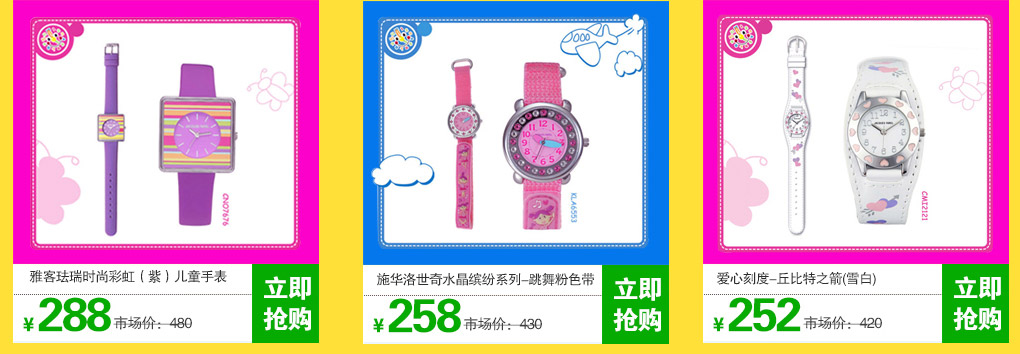 CNO7676
雅客珐瑞时尚彩虹（紫）儿童手表
¥ 288 市场价：480
立即
抢购
KLA6553
施华洛世奇水晶缤纷系列-跳舞粉色带
¥ 258 市场价：430
立即
抢购
CMI2121
爱心刻度-丘比特之箭(雪白)
¥ 252 市场价：420
立即
抢购